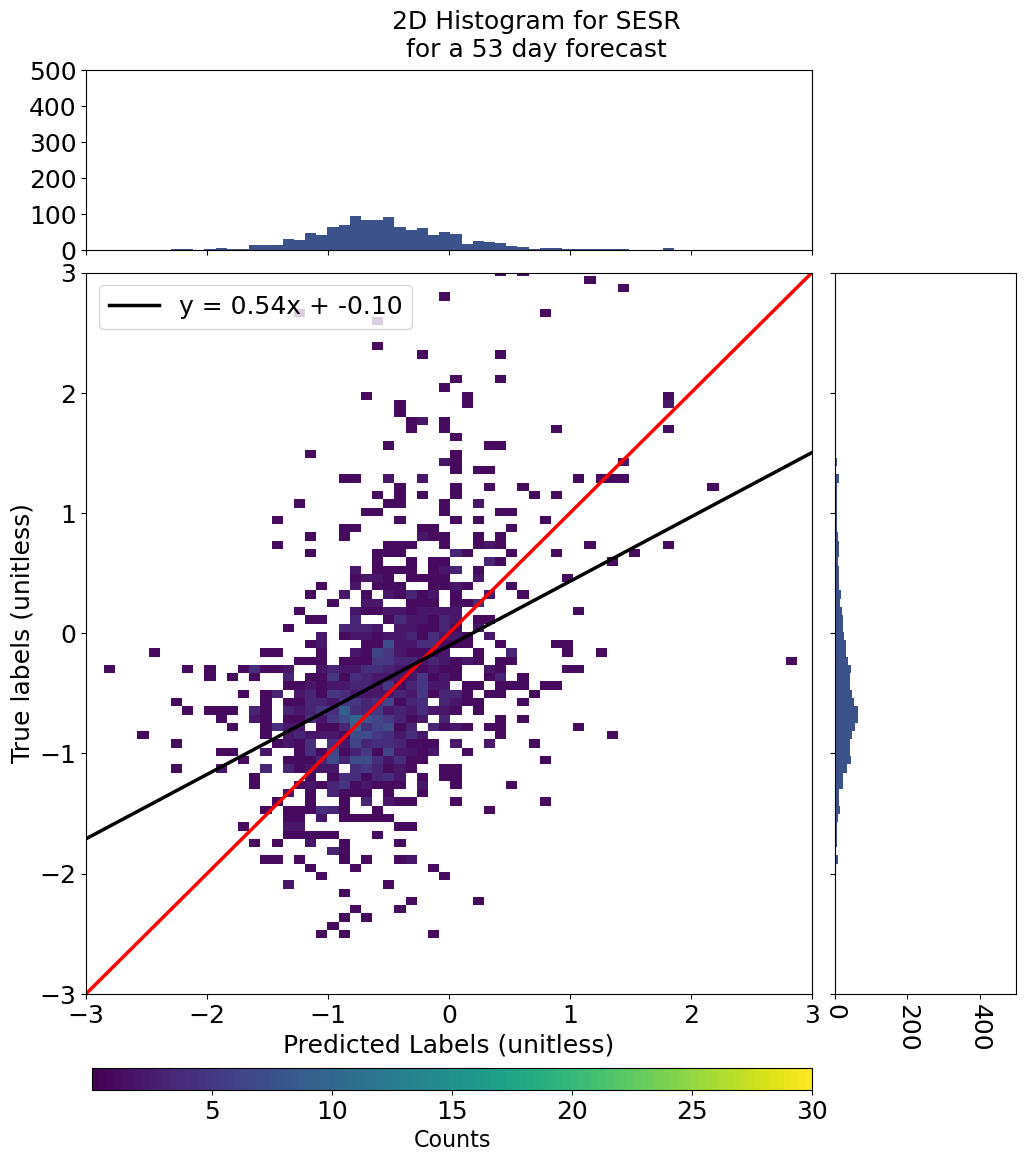 2D Histogram for SESR
for a 53 day forecast
500
400
300
200
100
0
y = 0.54x + -0.10
3
2
1
0
−1
−2
−3
True labels (unitless)
−3 −2 −1 0 1 2 3
Predicted Labels (unitless)
0 200 400
5 10 15 20 25 30
Counts